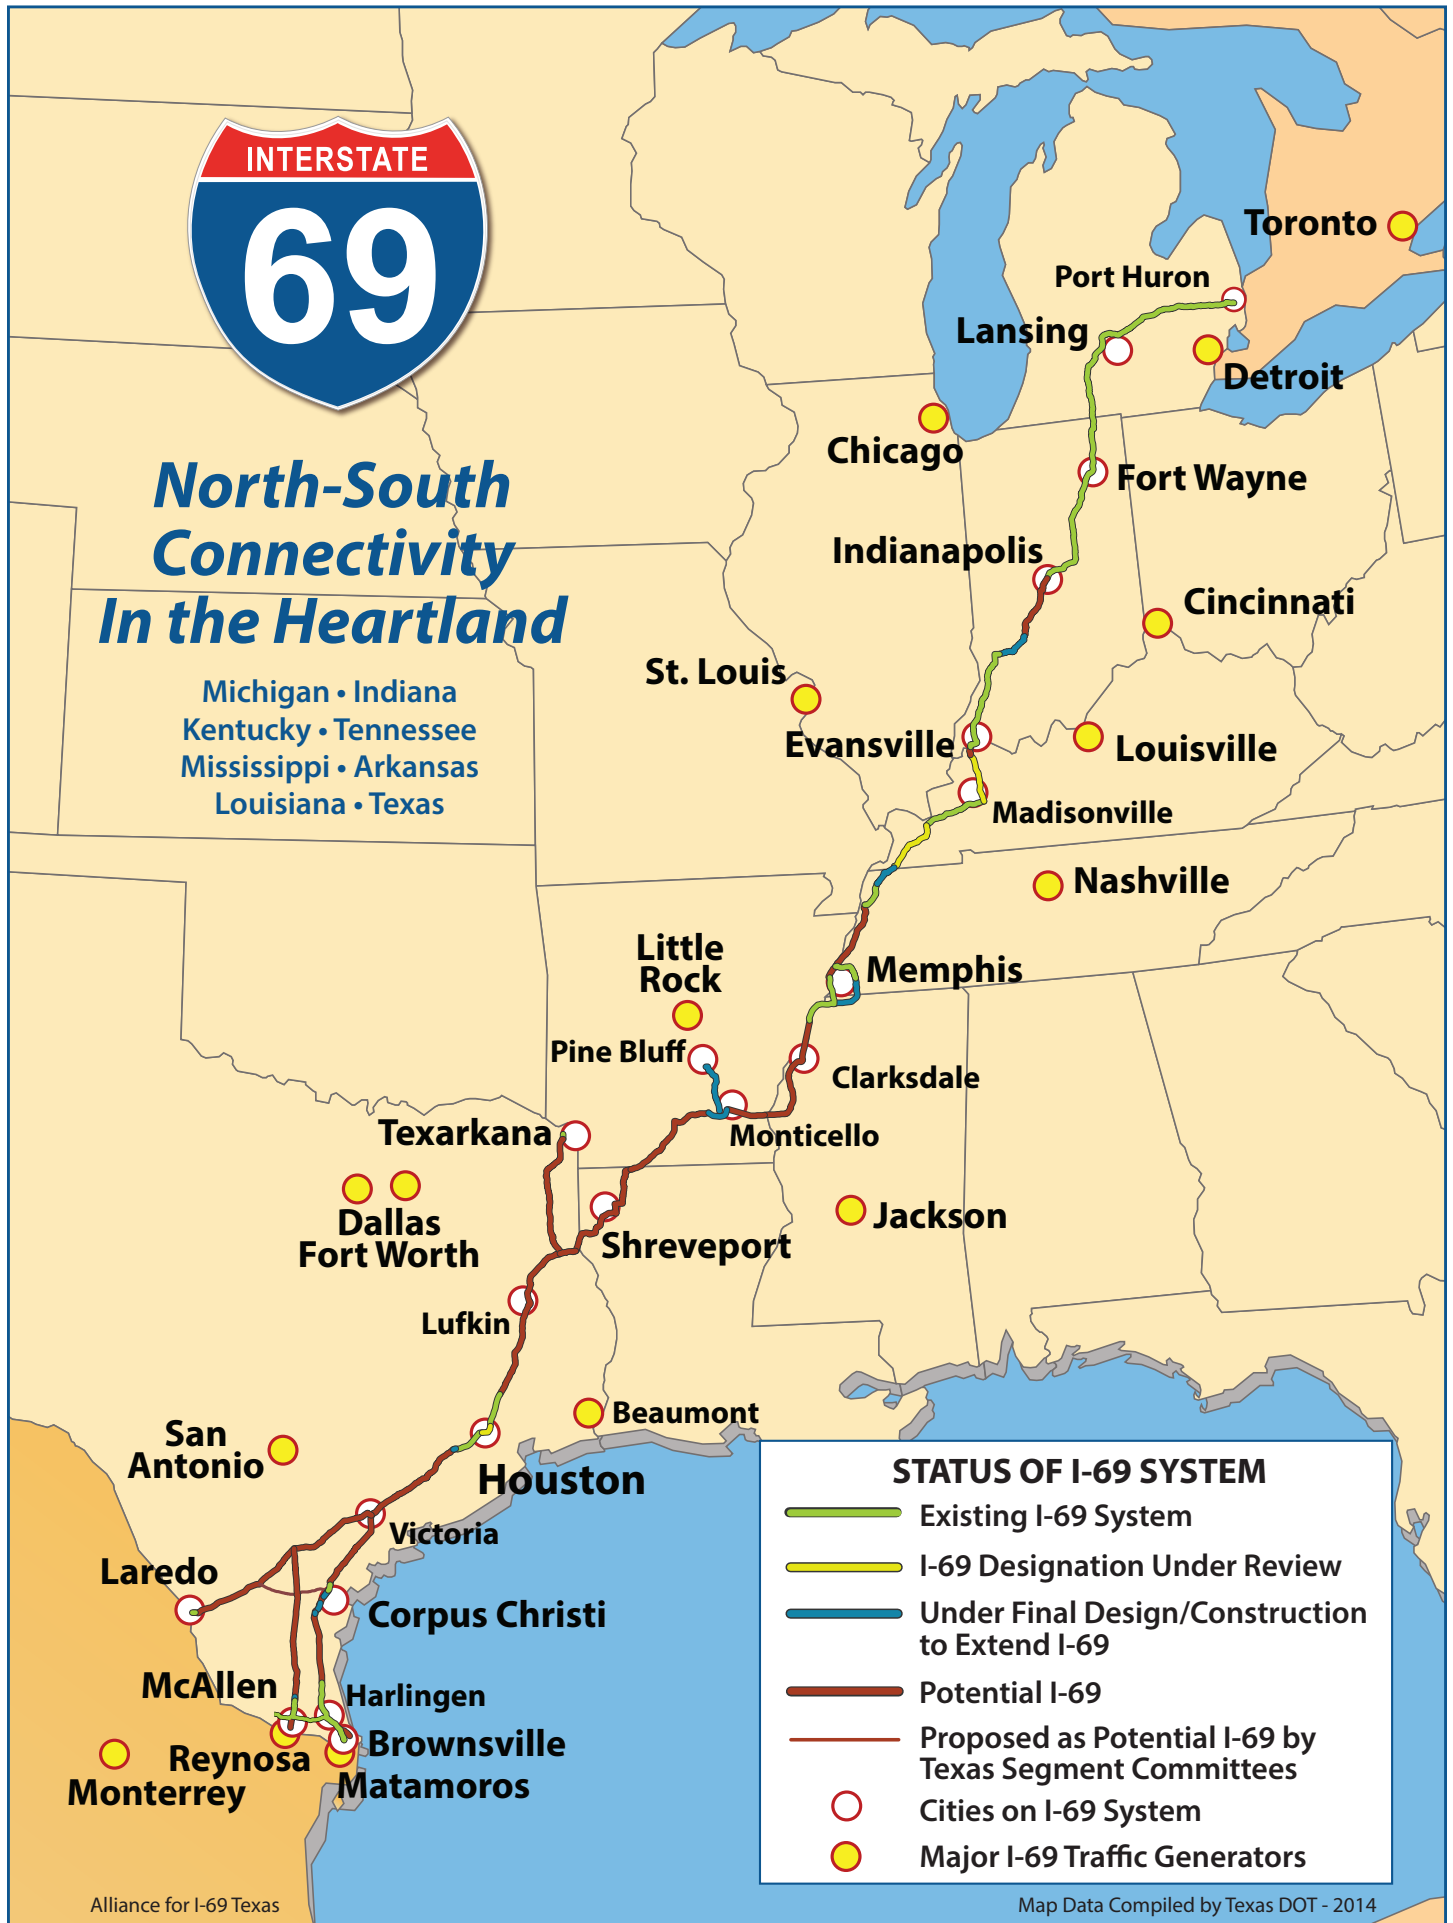 INTERSTATE
69
North-South
Connectivity
In the Heartland
Michigan • Indiana
Kentucky • Tennessee
Mississippi • Arkansas
Louisiana • Texas
Toronto
Port Huron
Lansing
Detroit
Chicago
Fort Wayne
Indianapolis
Cincinnati
St. Louis
Evansville
Louisville
Madisonville
Nashville
Little
Rock
Memphis
Pine Bluff
Clarksdale
Texarkana
Monticello
Dallas
Fort Worth
Jackson
Shreveport
Lufkin
Beaumont
San
Antonio
Houston
Victoria
Laredo
Corpus Christi
McAllen
Harlingen
Brownsville
Reynosa
Matamoros
Monterrey
STATUS OF I-69 SYSTEM
Existing I-69 System
I-69 Designation Under Review
Under Final Design/Construction
to Extend I-69
Potential I-69
Proposed as Potential I-69 by
Texas Segment Committees
Cities on I-69 System
Major I-69 Traffic Generators
Alliance for I-69 Texas
Map Data Compiled by Texas DOT - 2014